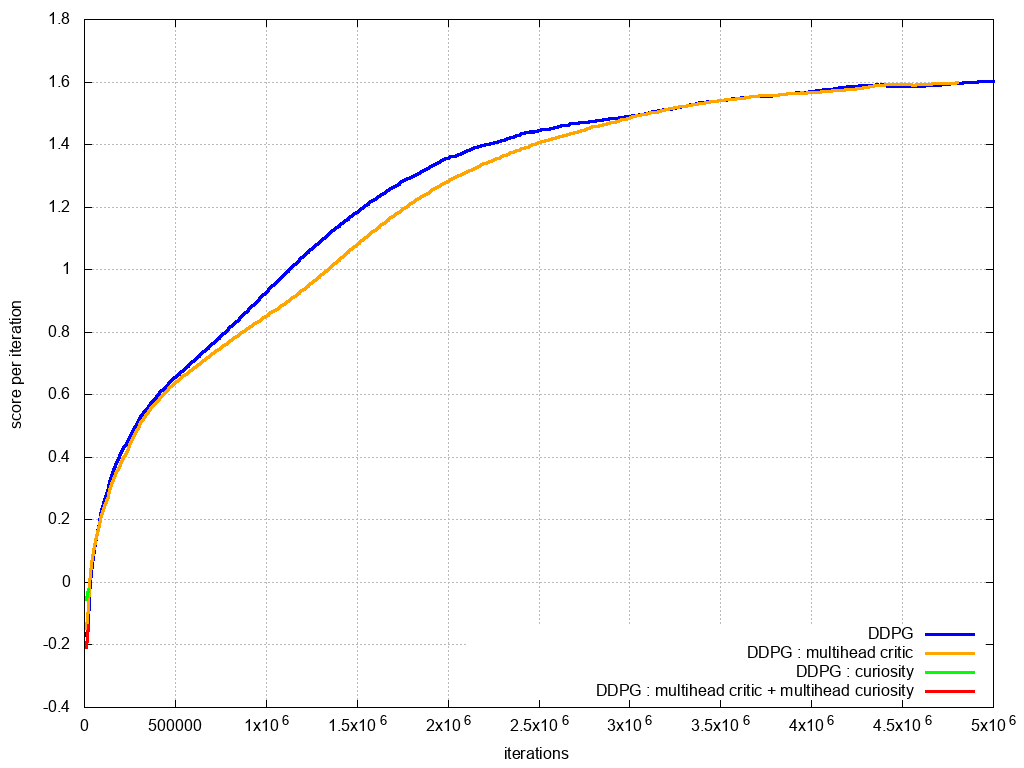 1.8
1.6
1.4
1.2
1
0.8
0.6
0.4
0.2
0
-0.2
-0.4
score per iteration
0 500000 1x10^6 1.5x10^6 2x10^6 2.5x10^6 3x10^6 3.5x10^6 4x10^6 4.5x10^6 5x10^6
iterations
DDPG
DDPG : multihead critic
DDPG : curiosity
DDPG : multihead critic + multihead curiosity